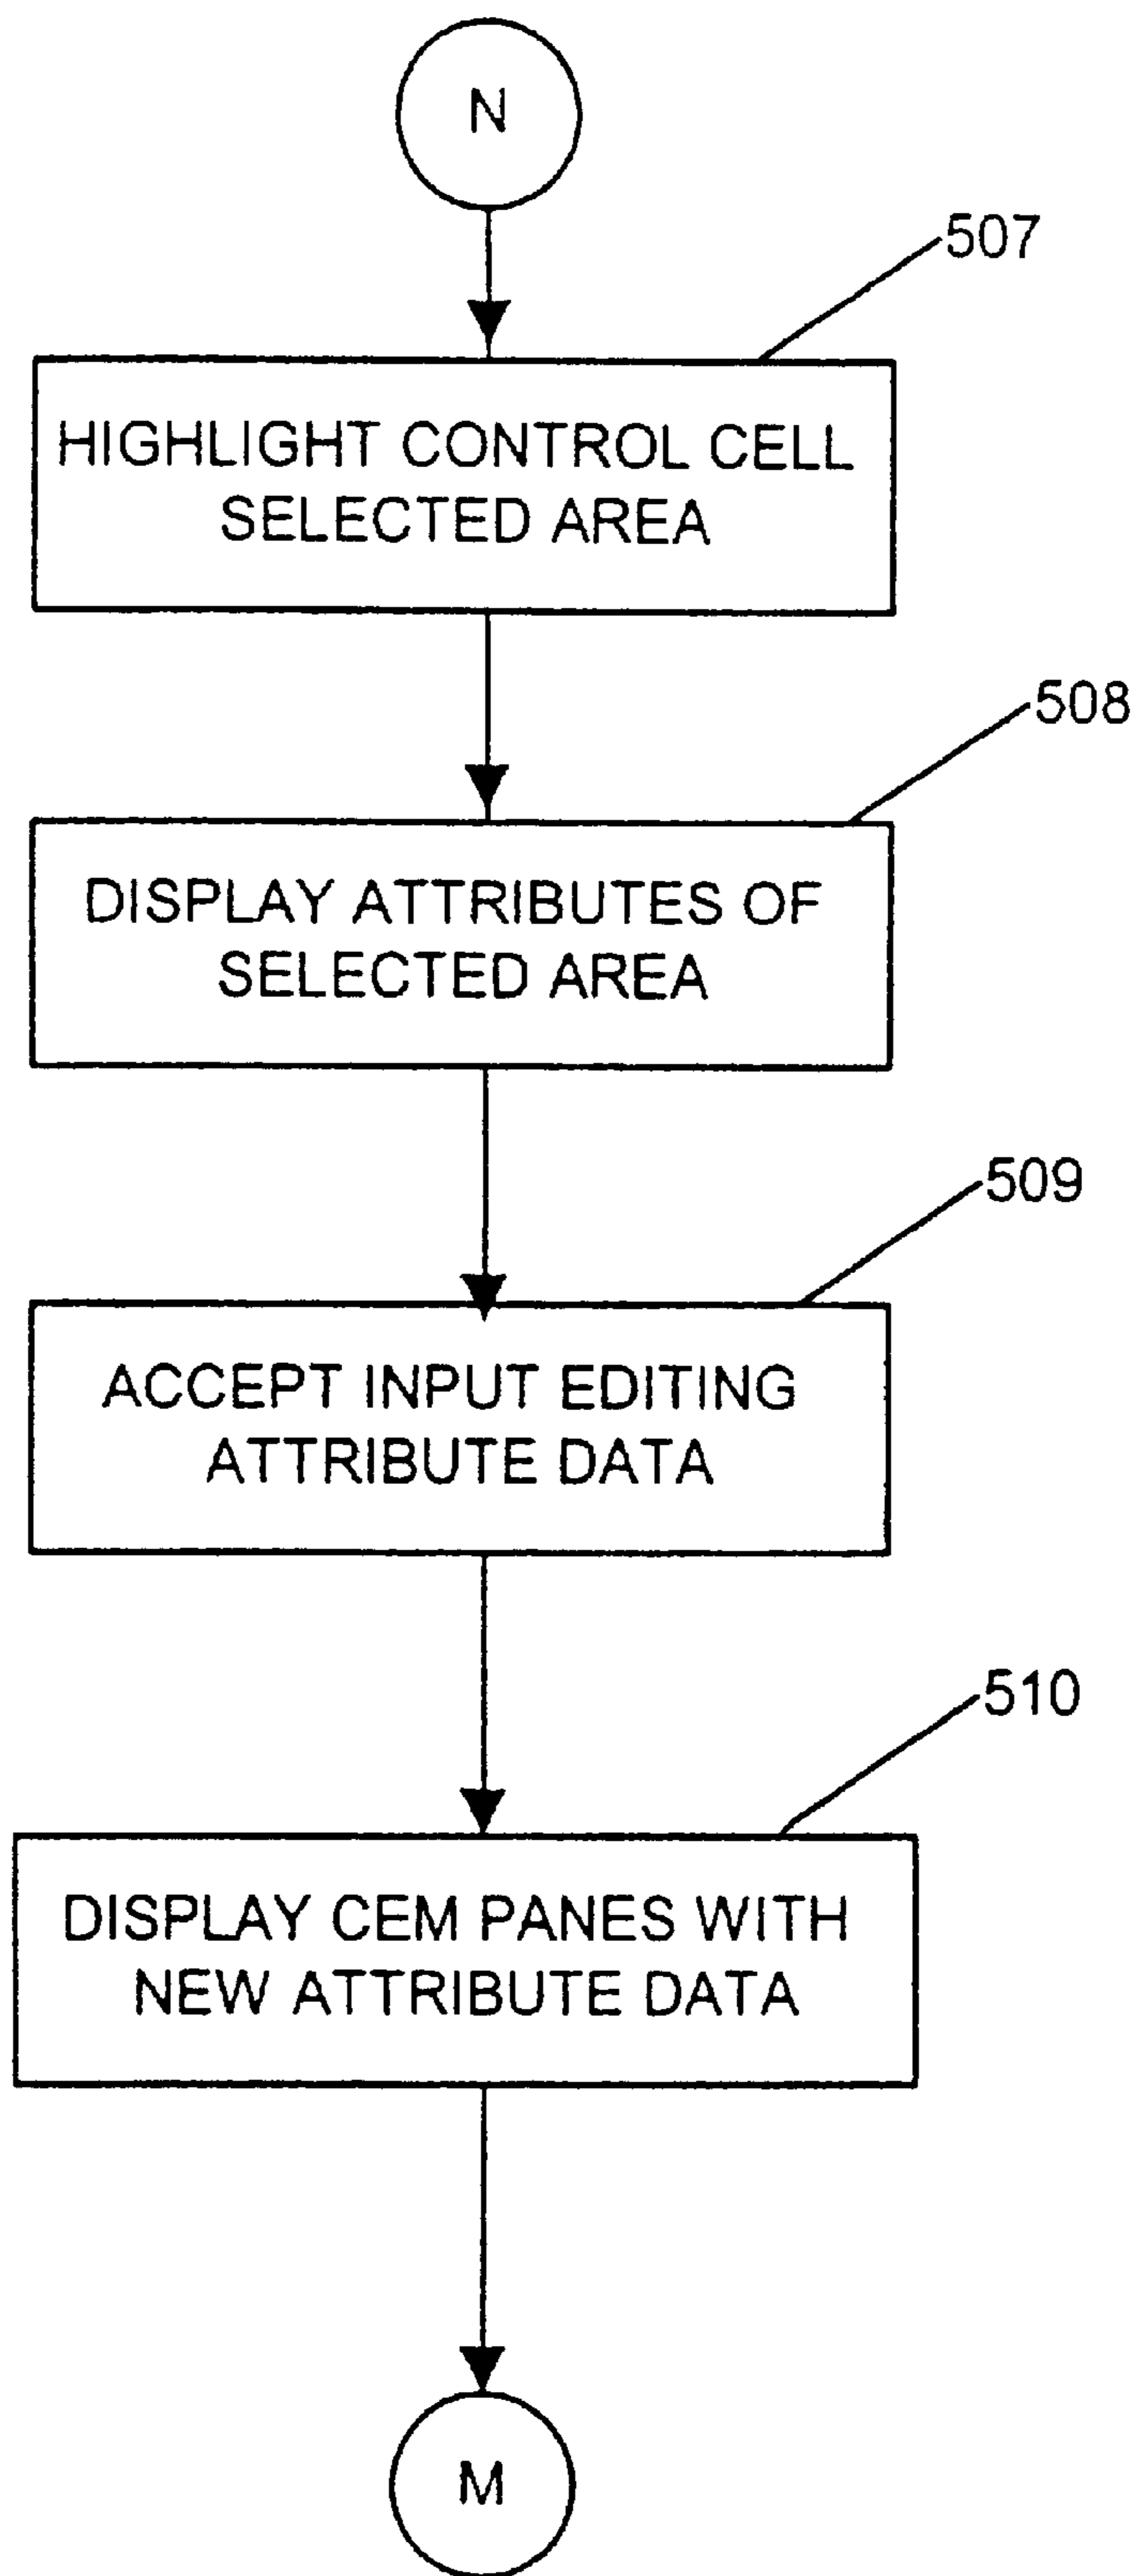 N
507
HIGHLIGHT CONTROL CELL
SELECTED AREA
508
DISPLAY ATTRIBUTES OF
SELECTED AREA
509
ACCEPT INPUT EDITING
ATTRIBUTE DATA
510
DISPLAY CEM PANES WITH
NEW ATTRIBUTE DATA
M